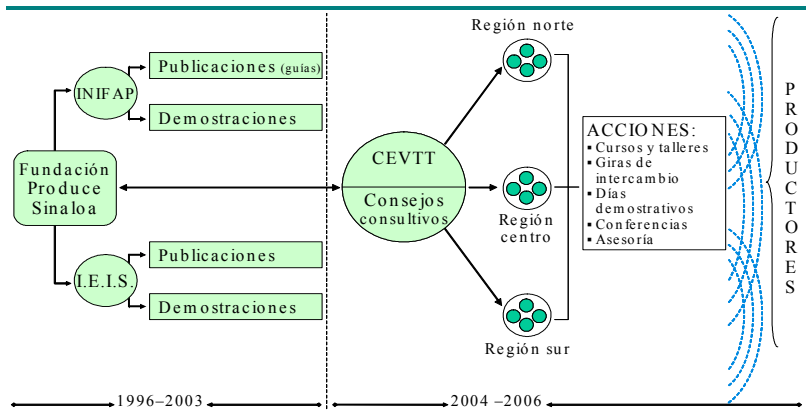 INIFAP
Publicaciones (guías)
Demostraciones
Fundación
Produce
Sinaloa
I.E.I.S.
Publicaciones
Demostraciones
1996–2003
CEVTT
Consejos
consultivos
Región norte
Región
centro
Región sur
ACCIONES:
▪ Cursos y talleres
▪ Giras de
intercambio
▪ Días
demostrativos
▪ Conferencias
▪ Asesoría
PRODUCTORES
2004 –2006